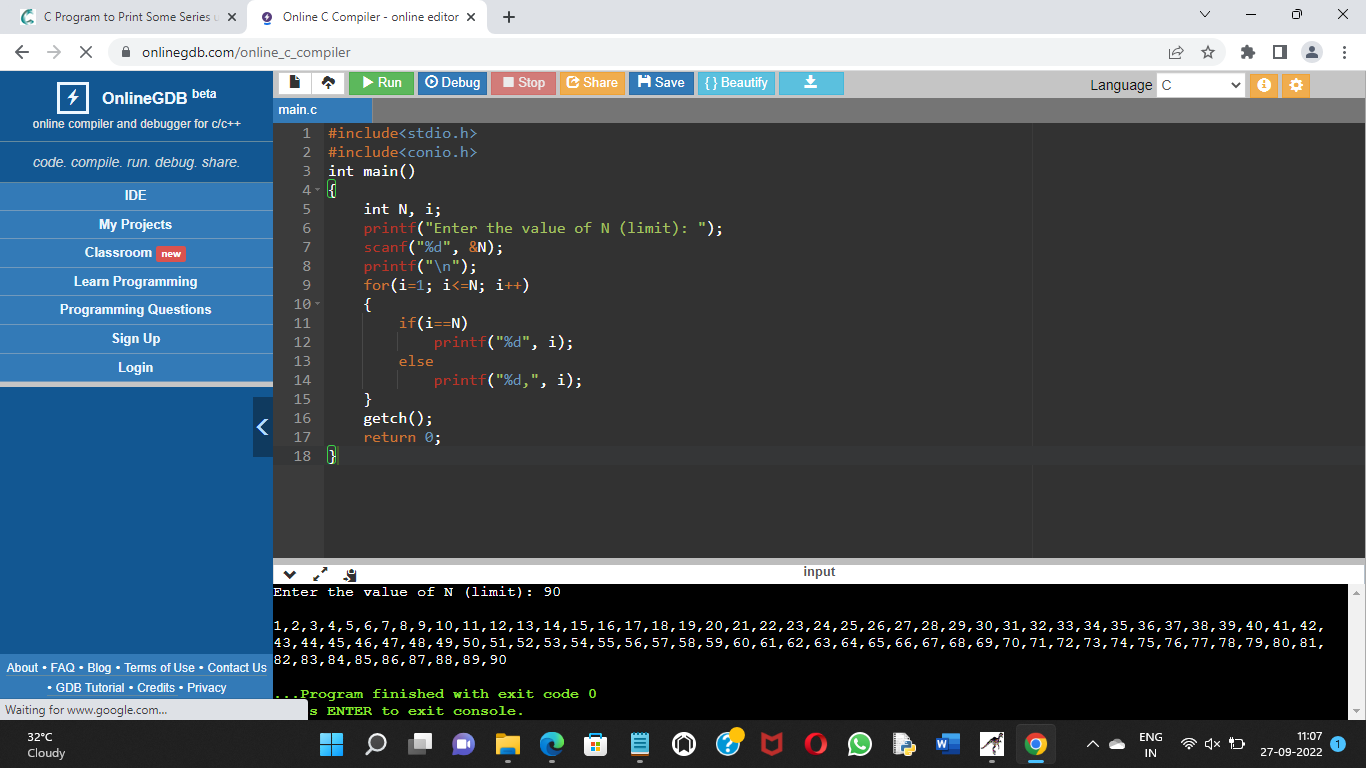 C Program to Print Some Series u
Online C Compiler - online editor
onlinegdb.com/online_c_compiler
OnlineGDB beta
online compiler and debugger for c/c++
code. compile. run. debug. share.
IDE
My Projects
Classroom new
Learn Programming
Programming Questions
Sign Up
Login
About • FAQ • Blog • Terms of Use • Contact Us
• GDB Tutorial • Credits • Privacy
Waiting for www.google.com...
Run Debug Stop Share Save { } Beautify
Language C
main.c
1 #include<stdio.h>
2 #include<conio.h>
3 int main()
4 {
5 int N, i;
6 printf("Enter the value of N (limit): ");
7 scanf("%d", &N);
8 printf("\n");
9 for(i=1; i<=N; i++)
10 {
11 if(i==N)
12 printf("%d", i);
13 else
14 printf("%d,", i);
15 }
16 getch();
17 return 0;
18 }
input
Enter the value of N (limit): 90
1,2,3,4,5,6,7,8,9,10,11,12,13,14,15,16,17,18,19,20,21,22,23,24,25,26,27,28,29,30,31,32,33,34,35,36,37,38,39,40,41,42,
43,44,45,46,47,48,49,50,51,52,53,54,55,56,57,58,59,60,61,62,63,64,65,66,67,68,69,70,71,72,73,74,75,76,77,78,79,80,81,
82,83,84,85,86,87,88,89,90
...Program finished with exit code 0
s ENTER to exit console.
32°C
Cloudy
ENG
IN
11:07
27-09-2022
1